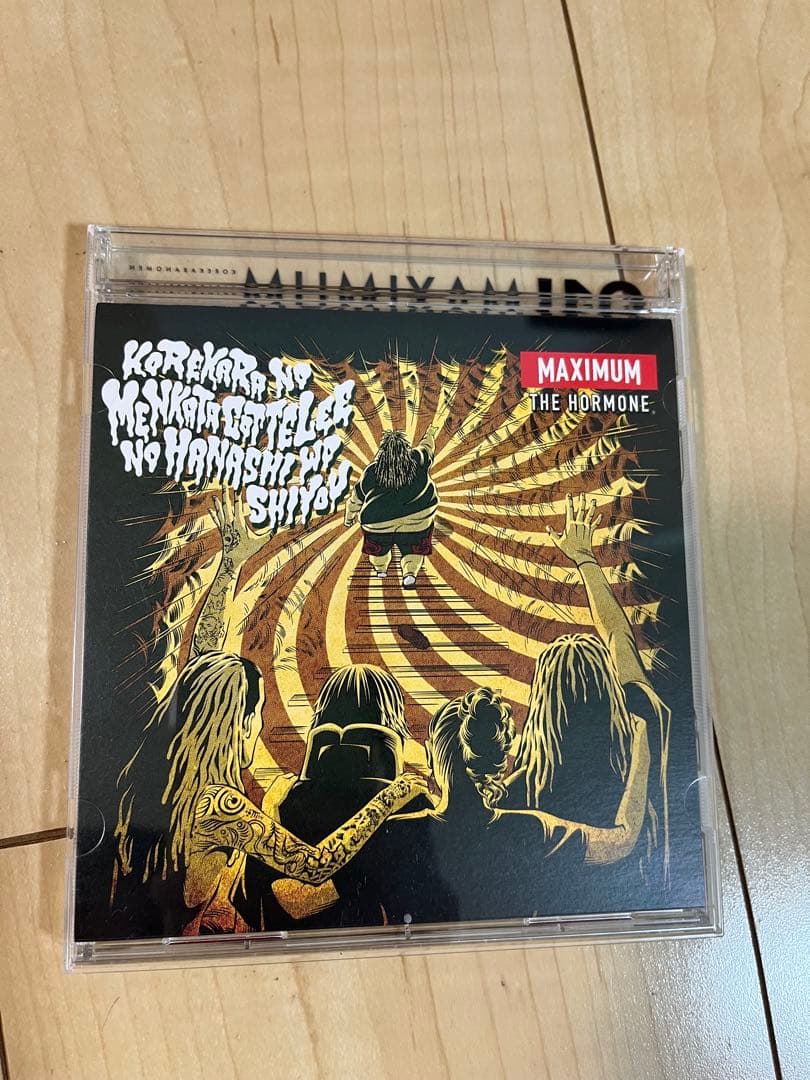 KOREKARA NO
MENKATA COTTELEE
NO HANASHI WO
SHIYOU
MAXIMUM
THE HORMONE